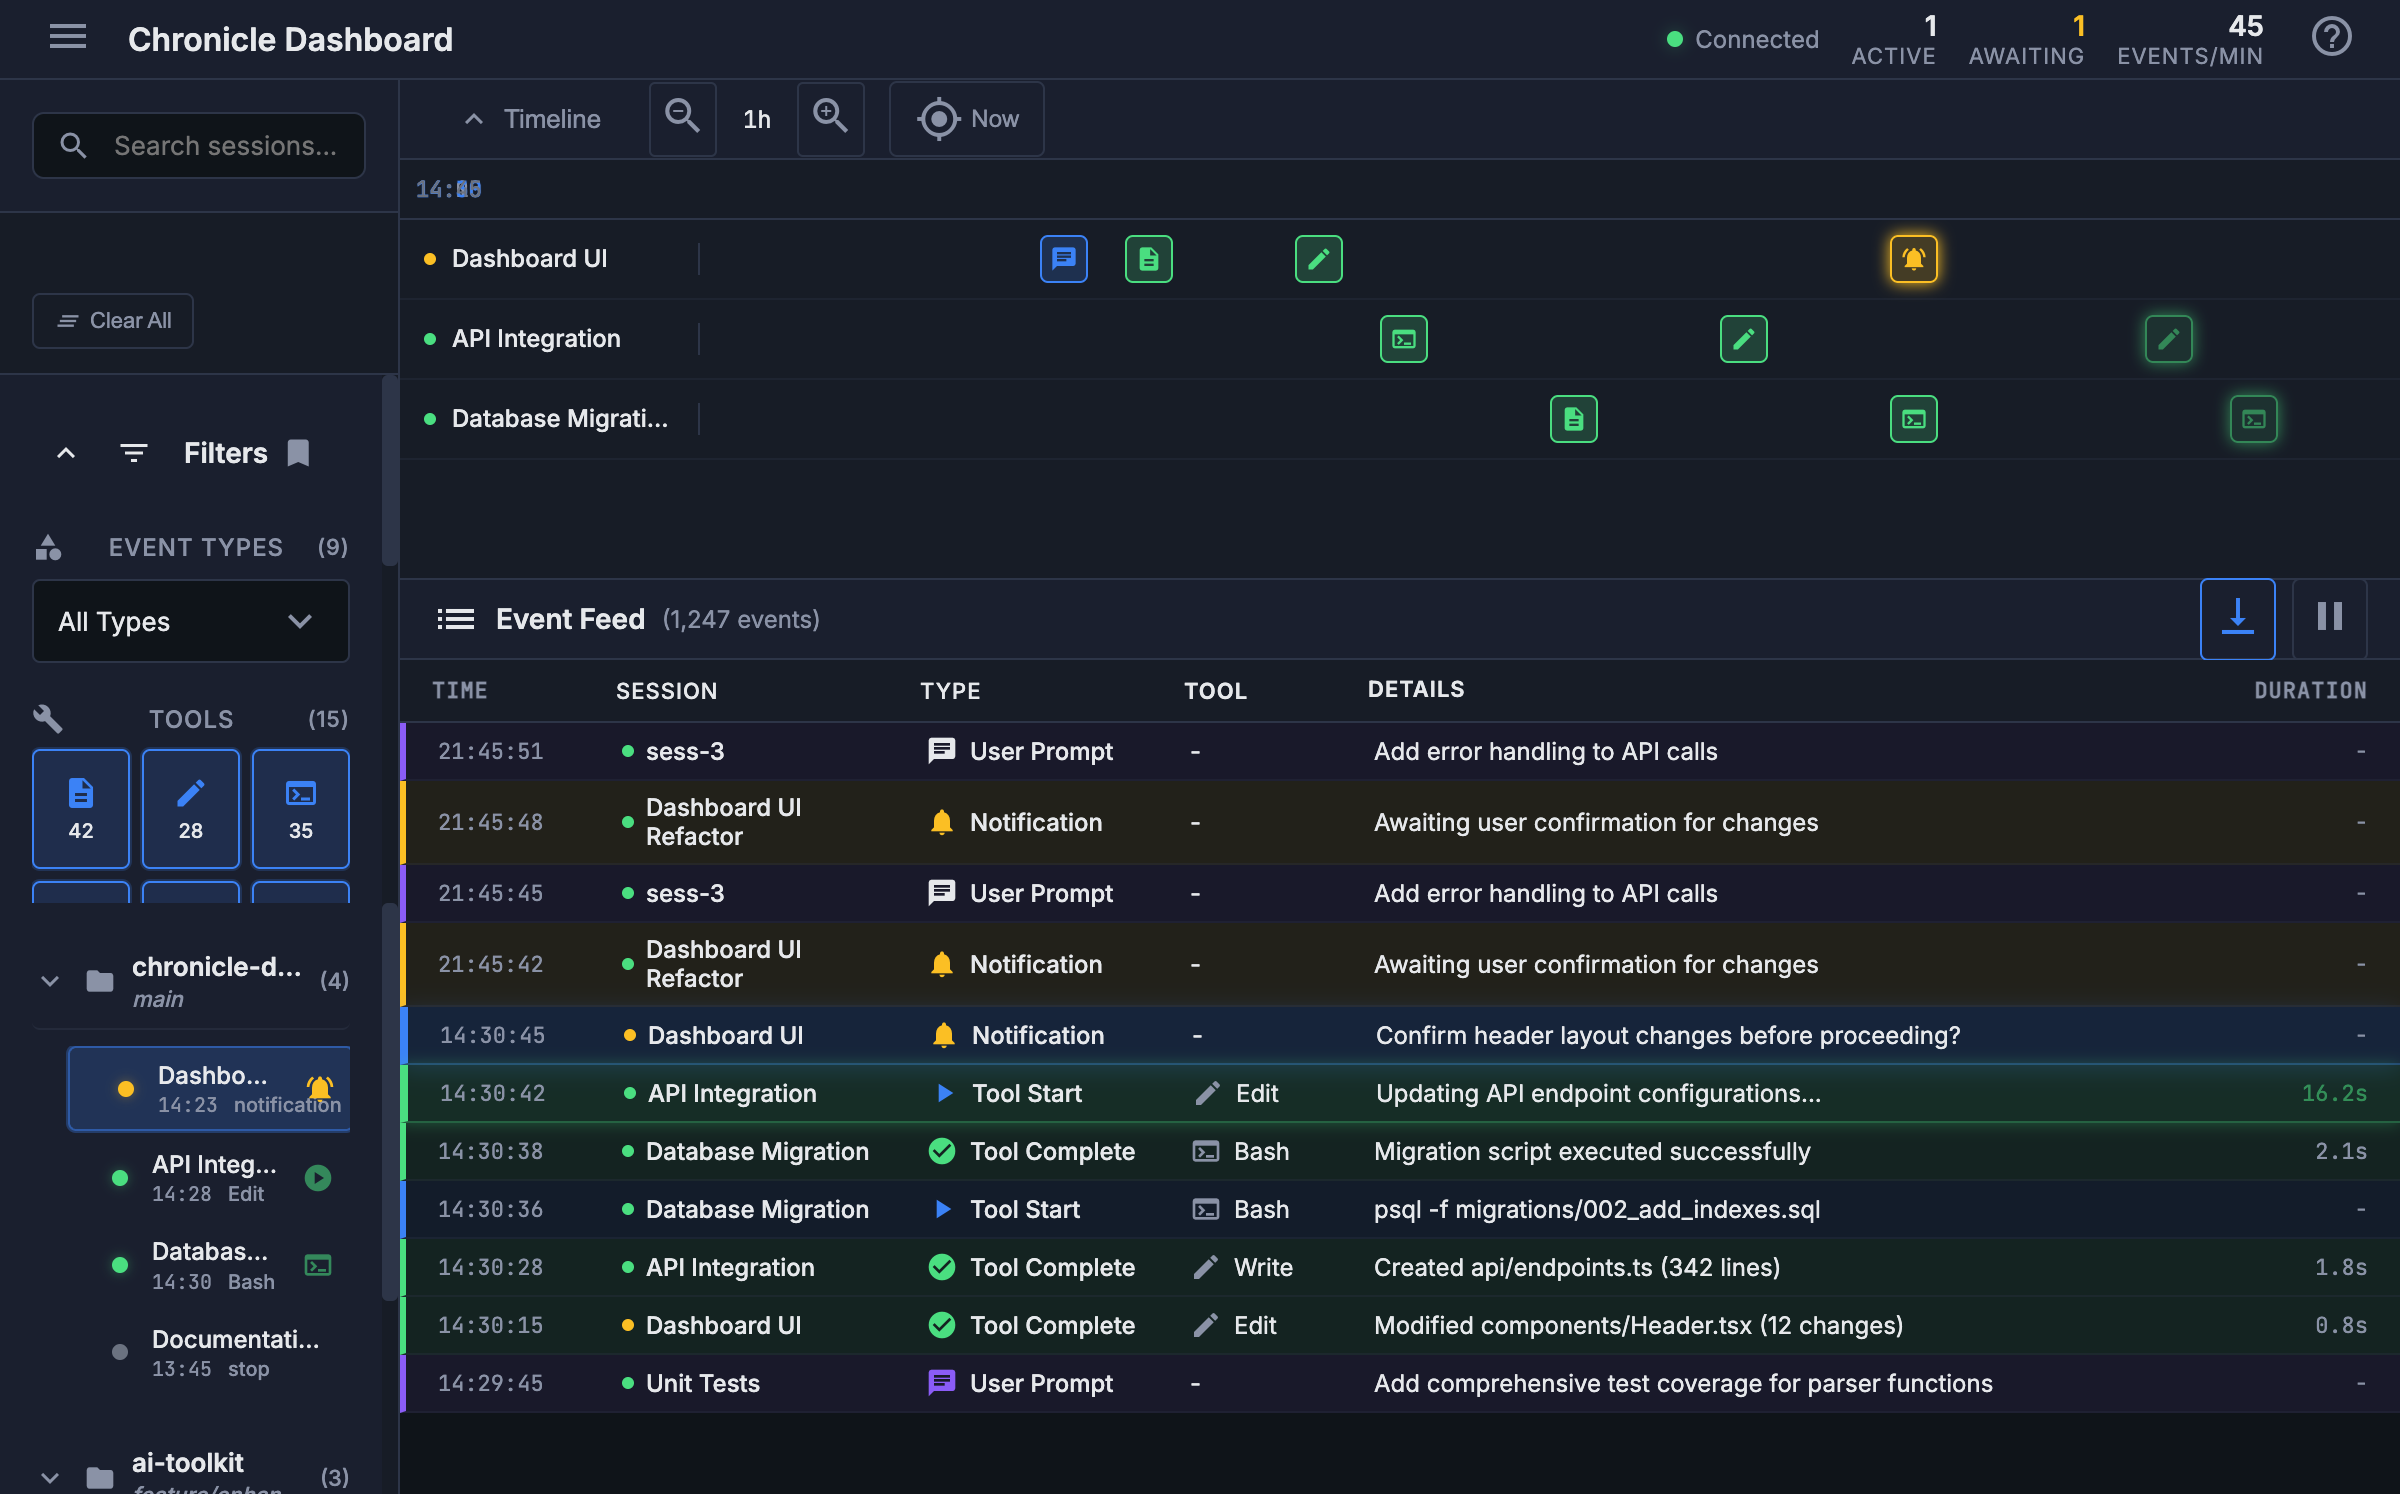 Chronicle Dashboard
Connected
1
ACTIVE
1
AWAITING
45
EVENTS/MIN
Search sessions...
Clear All
Filters
EVENT TYPES (9)
All Types
TOOLS (15)
42
28
35
chronicle-d... (4)
main
Dashbo...
14:23 notification
API Integ...
14:28 Edit
Databas...
14:30 Bash
Documentati...
13:45 stop
ai-toolkit (3)
Timeline
1h
Now
Dashboard UI
API Integration
Database Migrati...
Event Feed (1,247 events)
TIME SESSION TYPE TOOL DETAILS DURATION
21:45:51 sess-3 User Prompt - Add error handling to API calls -
21:45:48 Dashboard UI Refactor Notification - Awaiting user confirmation for changes -
21:45:45 sess-3 User Prompt - Add error handling to API calls -
21:45:42 Dashboard UI Refactor Notification - Awaiting user confirmation for changes -
14:30:45 Dashboard UI Notification - Confirm header layout changes before proceeding? -
14:30:42 API Integration Tool Start Edit Updating API endpoint configurations... 16.2s
14:30:38 Database Migration Tool Complete Bash Migration script executed successfully 2.1s
14:30:36 Database Migration Tool Start Bash psql -f migrations/002_add_indexes.sql -
14:30:28 API Integration Tool Complete Write Created api/endpoints.ts (342 lines) 1.8s
14:30:15 Dashboard UI Tool Complete Edit Modified components/Header.tsx (12 changes) 0.8s
14:29:45 Unit Tests User Prompt - Add comprehensive test coverage for parser functions -